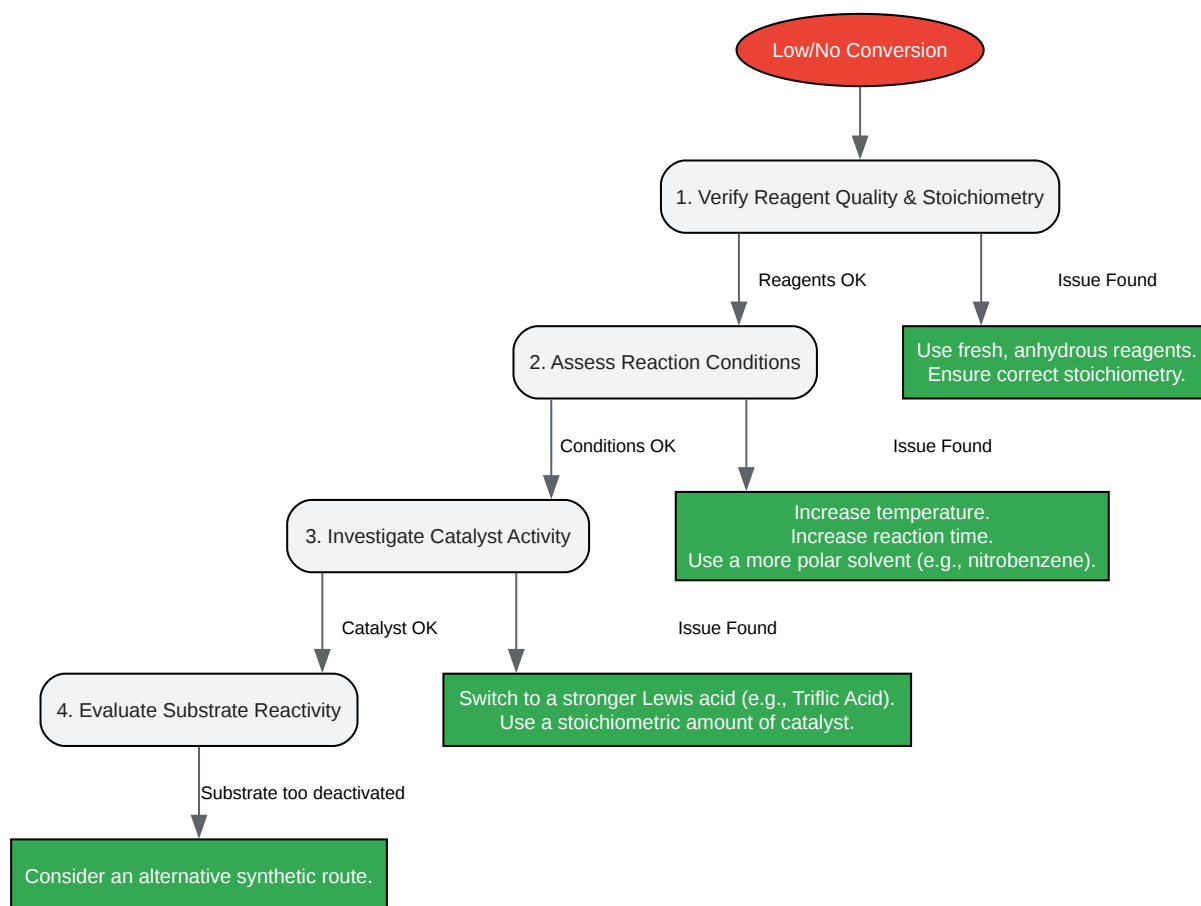 Low/No Conversion
1. Verify Reagent Quality & Stoichiometry
Reagents OK
Issue Found
2. Assess Reaction Conditions
Use fresh, anhydrous reagents.
Ensure correct stoichiometry.
Conditions OK
Issue Found
3. Investigate Catalyst Activity
Increase temperature.
Increase reaction time.
Use a more polar solvent (e.g., nitrobenzene).
Catalyst OK
Issue Found
4. Evaluate Substrate Reactivity
Switch to a stronger Lewis acid (e.g., Triflic Acid).
Use a stoichiometric amount of catalyst.
Substrate too deactivated
Consider an alternative synthetic route.